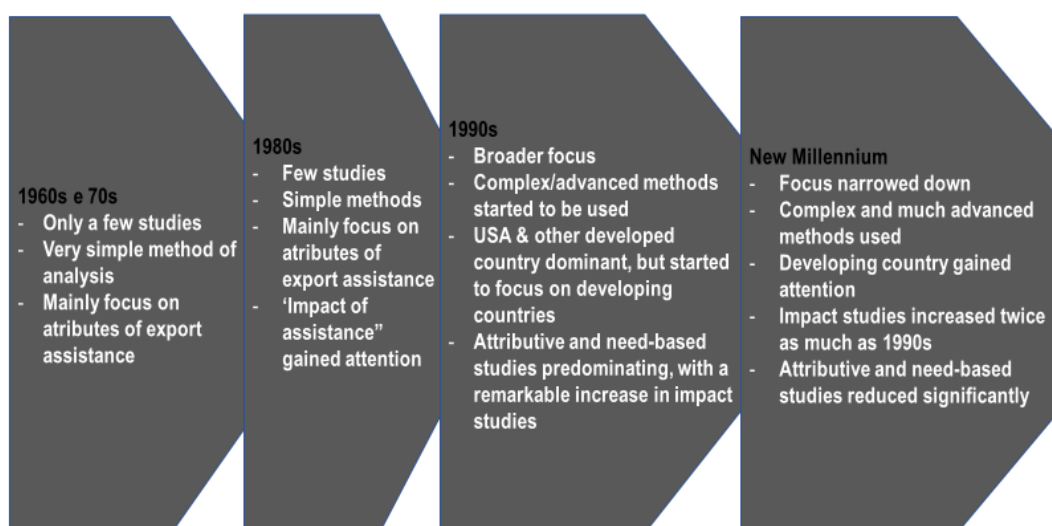 1960s e 70s
- Only a few studies
- Very simple method of
analysis
- Mainly focus on
atributes of export
assistance
1980s
- Few studies
- Simple methods
- Mainly focus on
atributes of
export assistance
- ‘Impact of
assistance”
gained attention
1990s
- Broader focus
- Complex/advanced methods
started to be used
- USA & other developed
country dominant, but started
to focus on developing
countries
- Attributive and need-based
studies predominating, with a
remarkable increase in impact
studies
New Millennium
- Focus narrowed down
- Complex and much advanced
methods used
- Developing country gained
attention
- Impact studies increased twice
as much as 1990s
- Attributive and need-based
studies reduced significantly